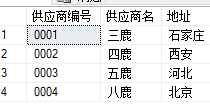 供应商编号 供应商名 地址
1 0001 三鹿 石家庄
2 0002 四鹿 西安
3 0003 五鹿 河北
4 0004 八鹿 北京